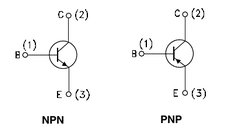 C (2) C (2)
(1) (1)
B B
E (3) E (3)
NPN PNP